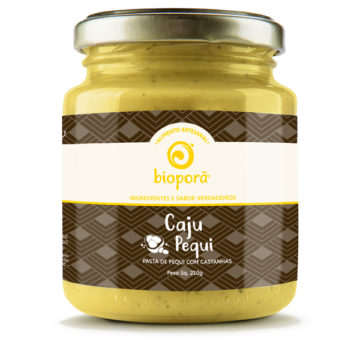 ALIMENTO ARTESANAL
bioporã
INGREDIENTES E SABOR VERDADEIROS
Caju
Pequi
PASTA DE PEQUI COM CASTANHAS
Peso líq. 210g